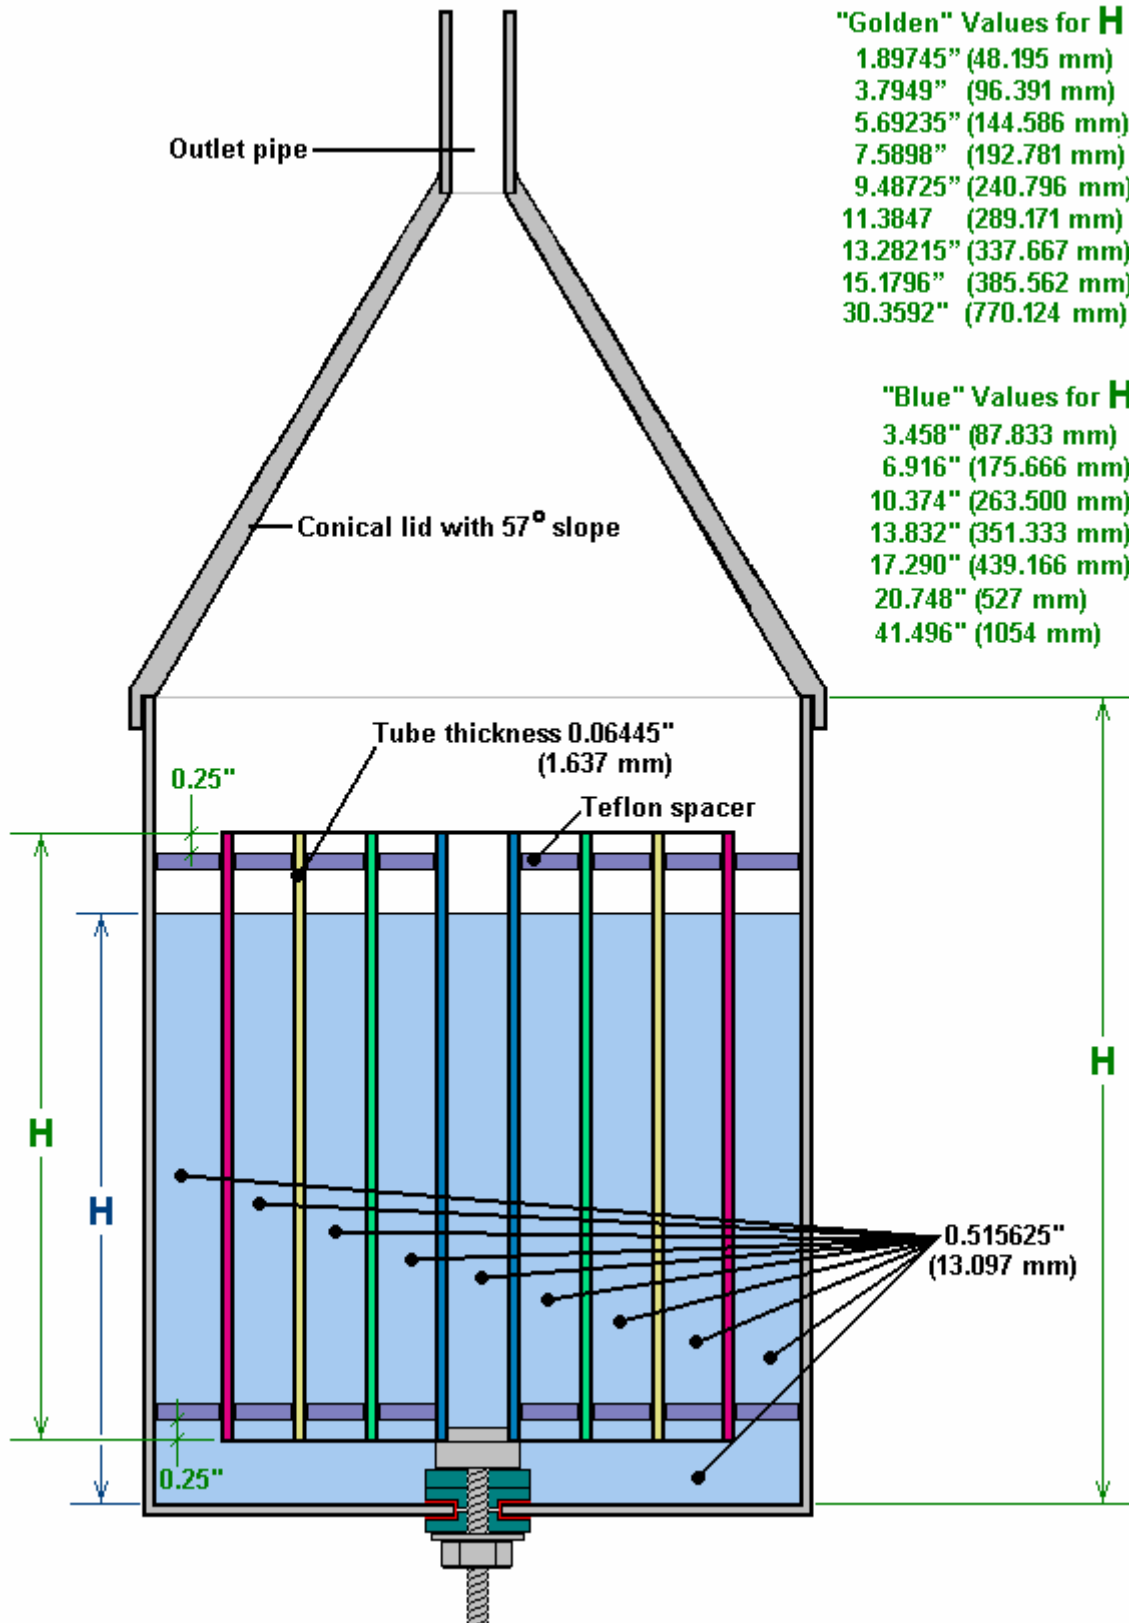 "Golden" Values for H
1.89745” (48.195 mm)
3.7949” (96.391 mm)
5.69235” (144.586 mm)
7.5898” (192.781 mm)
9.48725” (240.796 mm)
11.3847 (289.171 mm)
13.28215” (337.667 mm)
15.1796” (385.562 mm)
30.3592" (770.124 mm)
Outlet pipe
"Blue" Values for H
3.458" (87.833 mm)
6.916" (175.666 mm)
10.374" (263.500 mm)
13.832" (351.333 mm)
17.290" (439.166 mm)
20.748" (527 mm)
41.496" (1054 mm)
Conical lid with 57° slope
Tube thickness 0.06445"
(1.637 mm)
0.25"
Teflon spacer
H
H
H
0.515625"
(13.097 mm)
0.25"